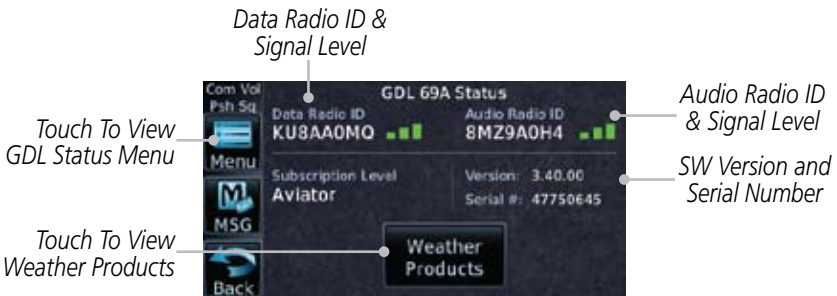 Data Radio ID &
Signal Level
Com Vol
Psh Sq
GDL 69A Status
Data Radio ID
KU8AA0MQ
Audio Radio ID
8MZ9A0H4
Audio Radio ID
& Signal Level
Touch To View
GDL Status Menu
Menu
Subscription Level
Aviator
Version: 3.40.00
Serial #: 47750645
SW Version and
Serial Number
MSG
Touch To View
Weather Products
Weather
Products
Back